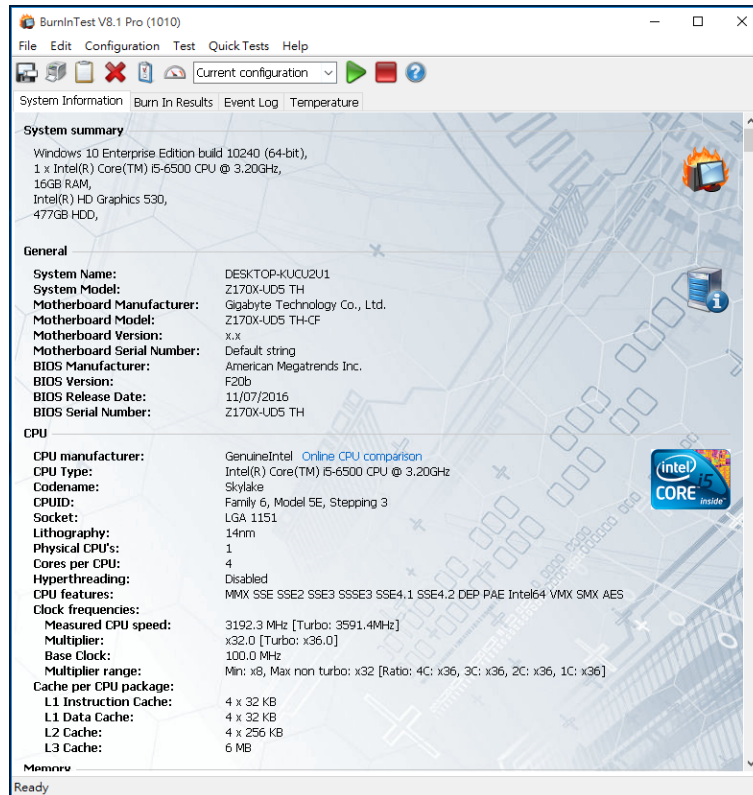 BurnInTest V8.1 Pro (1010)
File Edit Configuration Test Quick Tests Help
Current configuration
System Information Burn In Results Event Log Temperature
System summary
Windows 10 Enterprise Edition build 10240 (64-bit),
1 x Intel(R) Core(TM) i5-6500 CPU @ 3.20GHz,
16GB RAM,
Intel(R) HD Graphics 530,
477GB HDD,
General
System Name: DESKTOP-KUCU2U1
System Model: Z170X-UD5 TH
Motherboard Manufacturer: Gigabyte Technology Co., Ltd.
Motherboard Model: Z170X-UD5 TH-CF
Motherboard Version: x.x
Motherboard Serial Number: Default string
BIOS Manufacturer: American Megatrends Inc.
BIOS Version: F20b
BIOS Release Date: 11/07/2016
BIOS Serial Number: Z170X-UD5 TH
CPU
CPU manufacturer: GenuineIntel Online CPU comparison
CPU Type: Intel(R) Core(TM) i5-6500 CPU @ 3.20GHz
Codename: Skylake
CPUID: Family 6, Model 5E, Stepping 3
Socket: LGA 1151
Lithography: 14nm
Physical CPU's: 1
Cores per CPU: 4
Hyperthreading: Disabled
CPU features: MMX SSE SSE2 SSE3 SSSE3 SSE4.1 SSE4.2 DEP PAE Intel64 VMX SMX AES
Clock frequencies:
Measured CPU speed: 3192.3 MHz [Turbo: 3591.4MHz]
Multiplier: x32.0 [Turbo: x36.0]
Base Clock: 100.0 MHz
Multiplier range: Min: x8, Max non turbo: x32 [Ratio: 4C: x36, 3C: x36, 2C: x36, 1C: x36]
Cache per CPU package:
L1 Instruction Cache: 4 x 32 KB
L1 Data Cache: 4 x 32 KB
L2 Cache: 4 x 256 KB
L3 Cache: 6 MB
Memory
Ready
intel
CORE i5
inside